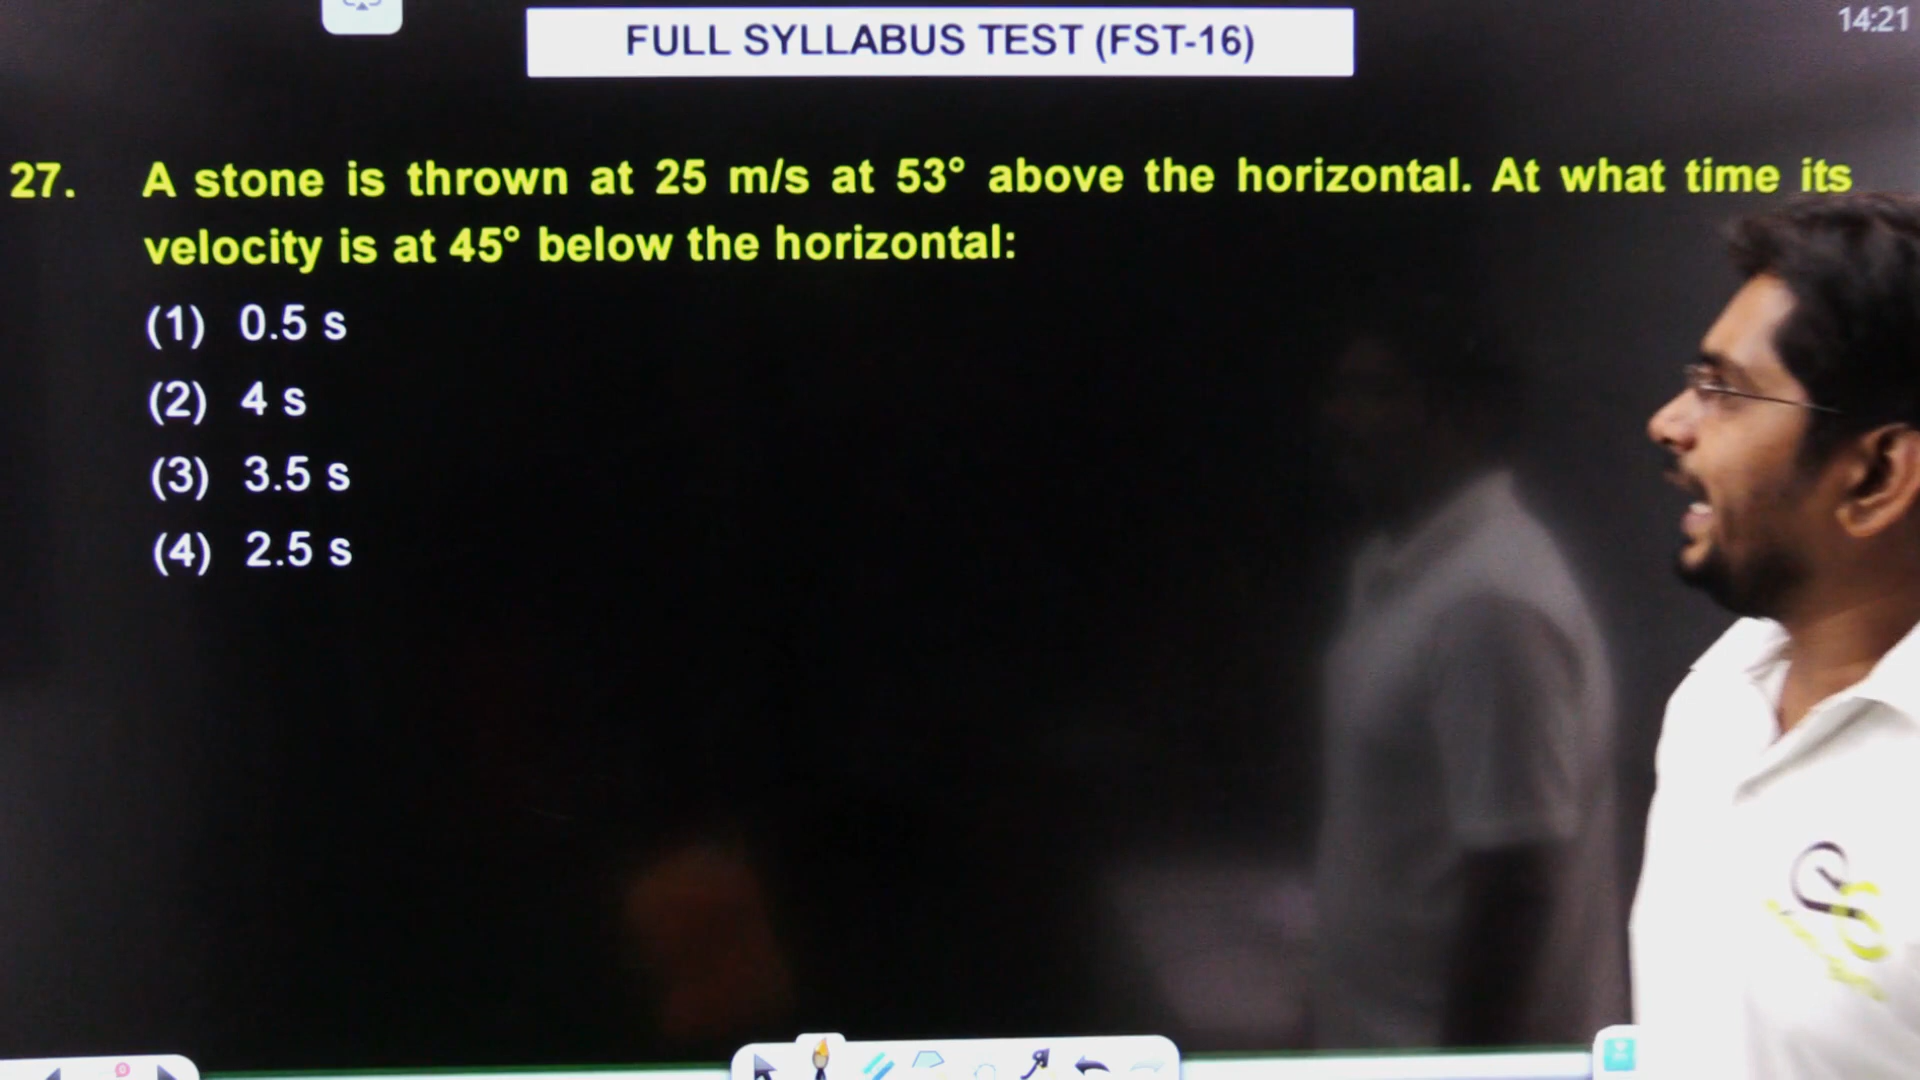 FULL SYLLABUS TEST (FST-16)
14:21
27. A stone is thrown at 25 m/s at 53° above the horizontal. At what time its
velocity is at 45° below the horizontal:
(1) 0.5 s
(2) 4 s
(3) 3.5 s
(4) 2.5 s